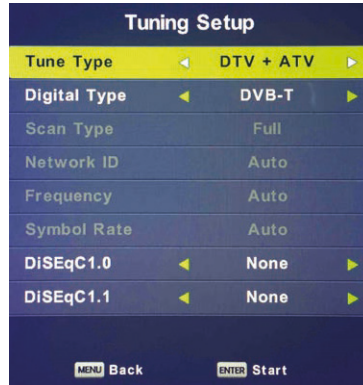 Tuning Setup
Tune Type DTV + ATV
Digital Type DVB-T
Scan Type Full
Network ID Auto
Frequency Auto
Symbol Rate Auto
DiSEqC1.0 None
DiSEqC1.1 None
MENU Back ENTER Start